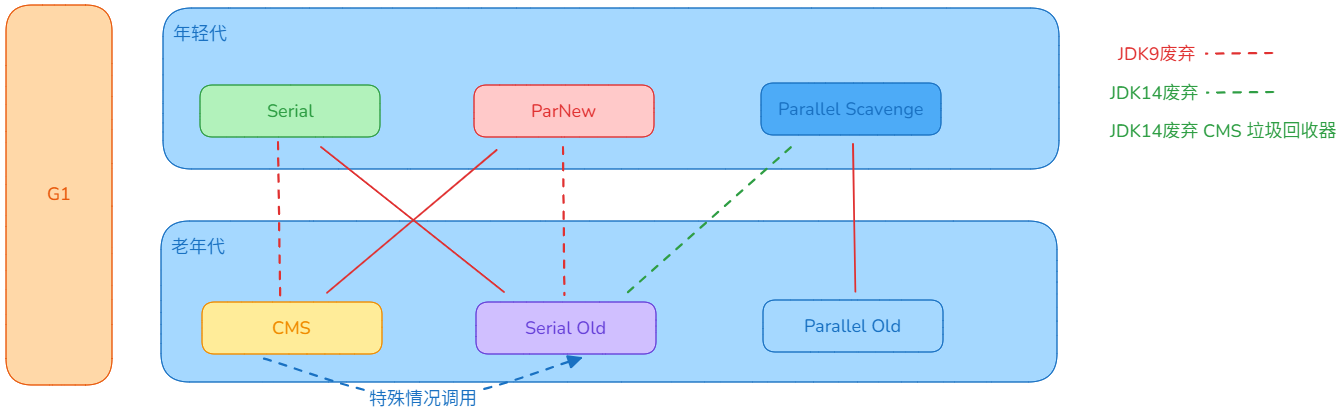 G1
年轻代
Serial
ParNew
Parallel Scavenge
老年代
CMS
Serial Old
Parallel Old
特殊情况调用
JDK9废弃
JDK14废弃
JDK14废弃 CMS 垃圾回收器